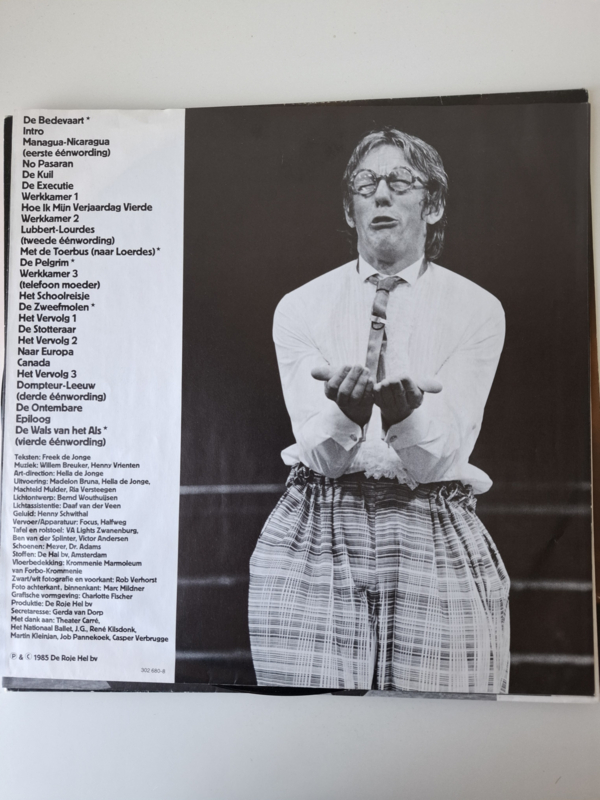 De Bedevaart *
Intro
Managua-Nicaragua
(eerste éénwording)
No Pasaran
De Kuil
De Executie
Werkkamer 1
Hoe Ik Mijn Verjaardag Vierde
Werkkamer 2
Lubbert-Lourdes
(tweede éénwording)
Met de Toerbus (naar Loerdes) *
De Pelgrim *
Werkkamer 3
(telefoon moeder)
Het Schoolreisje
De Zweefmolen *
Het Vervolg 1
De Stotteraar
Het Vervolg 2
Naar Europa
Canada
Het Vervolg 3
Dompteur-Leeuw
(derde éénwording)
De Ontembare
Epiloog
De Wals van het Als *
(vierde éénwording)
Teksten: Freek de Jonge
Muziek: Willem Breuker, Henny Vrienten
Art-direction: Hella de Jonge
Uitvoering: Madelon Bruna, Hella de Jonge,
Machteld Mulder, Ria Versteegen
Lichtontwerp: Bernd Wouthuijsen
Lichtassistentie: Daaf van der Veen
Geluid: Henny Schwithal
Vervoer/Apparatuur: Focus, Halfweg
Tafel en rolstoel: VA Lights Zwanenburg,
Ben van der Splinter, Victor Andersen
Schoenen: Meyer, Dr. Adams
Stoffen: De Hal bv, Amsterdam
Vloerbedekking: Krommenie Marmoleum
van Forbo-Krommenie
Zwart/wit fotografie en voorkant: Rob Verhorst
Foto achterkant, binnenkant: Marc Mildner
Grafische vormgeving: Charlotte Fischer
Produktie: De Roje Hel bv
Secretaresse: Gerda van Dorp
Met dank aan: Theater Carré,
Het Nationaal Ballet, J.G., René Kilsdonk,
Martin Kleinjan, Job Pannekoek, Casper Verbrugge
℗ & © 1985 De Roje Hel bv
302 680-8